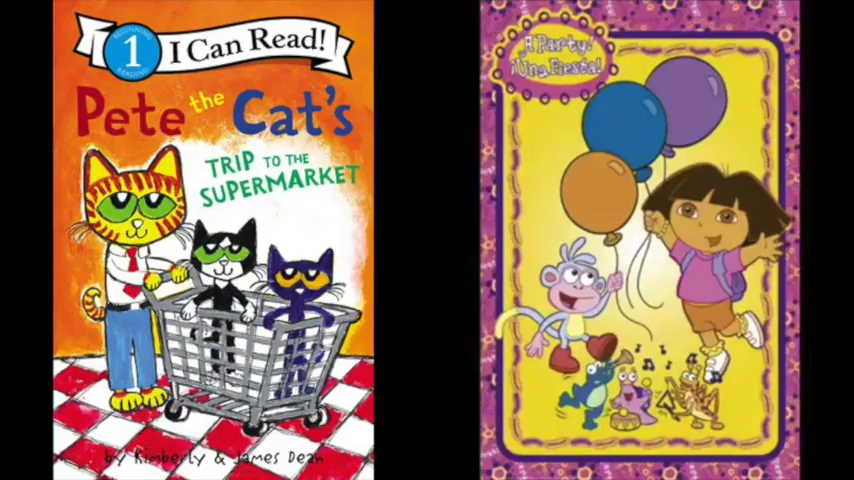 BEGINNING
1
READING
I Can Read!
Pete the Cat's
TRIP TO THE
SUPERMARKET
by Kimberly & James Dean
A Party!
¡Una Fiesta!